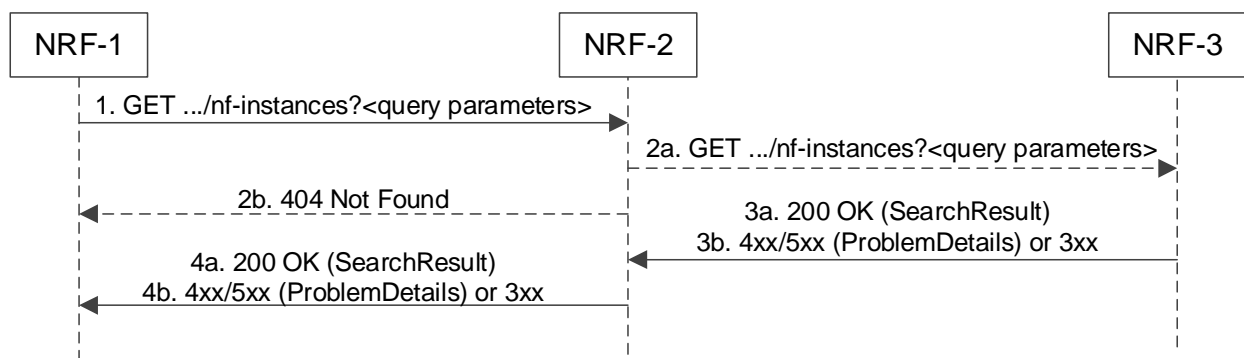 NRF-1
NRF-2
NRF-3
1. GET .../nf-instances?<query parameters>
2a. GET .../nf-instances?<query parameters>
2b. 404 Not Found
3a. 200 OK (SearchResult)
3b. 4xx/5xx (ProblemDetails) or 3xx
4a. 200 OK (SearchResult)
4b. 4xx/5xx (ProblemDetails) or 3xx